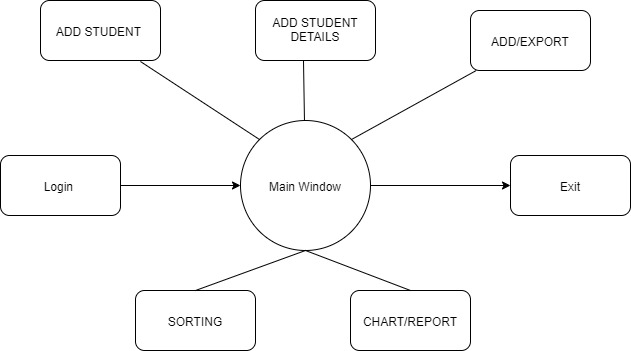 ADD STUDENT
ADD STUDENT
DETAILS
ADD/EXPORT
Login
Main Window
Exit
SORTING
CHART/REPORT